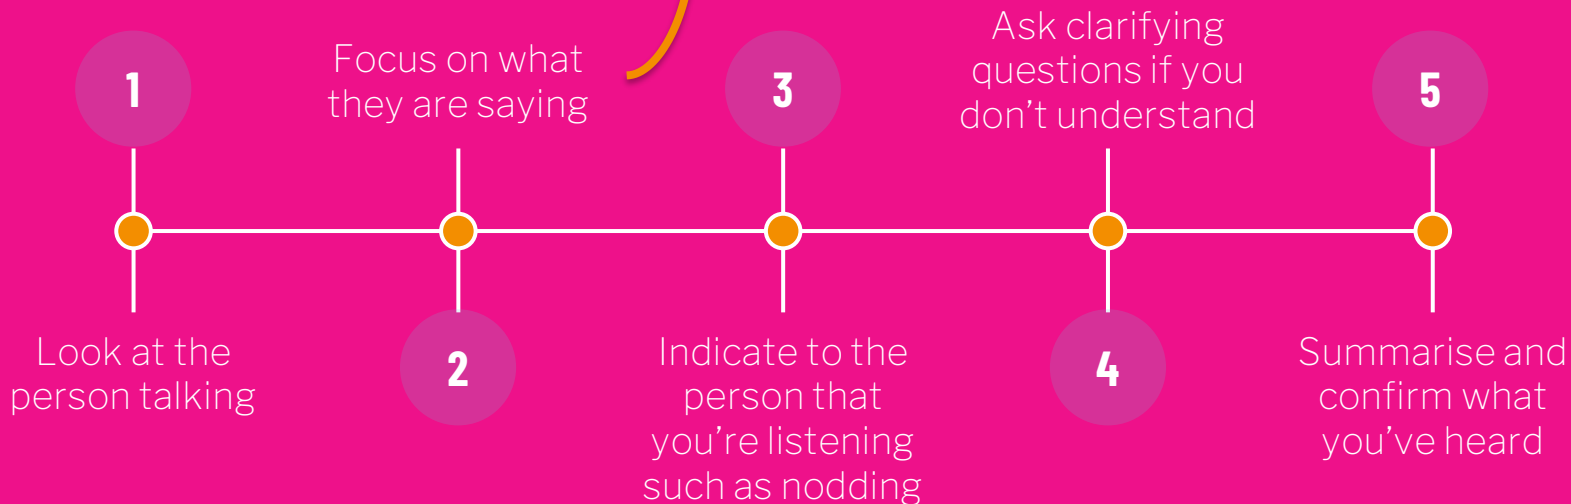 1
Look at the
person talking
Focus on what
they are saying
2
3
Indicate to the
person that
you're listening
such as nodding
Ask clarifying
questions if you
don't understand
4
5
Summarise and
confirm what
you've heard